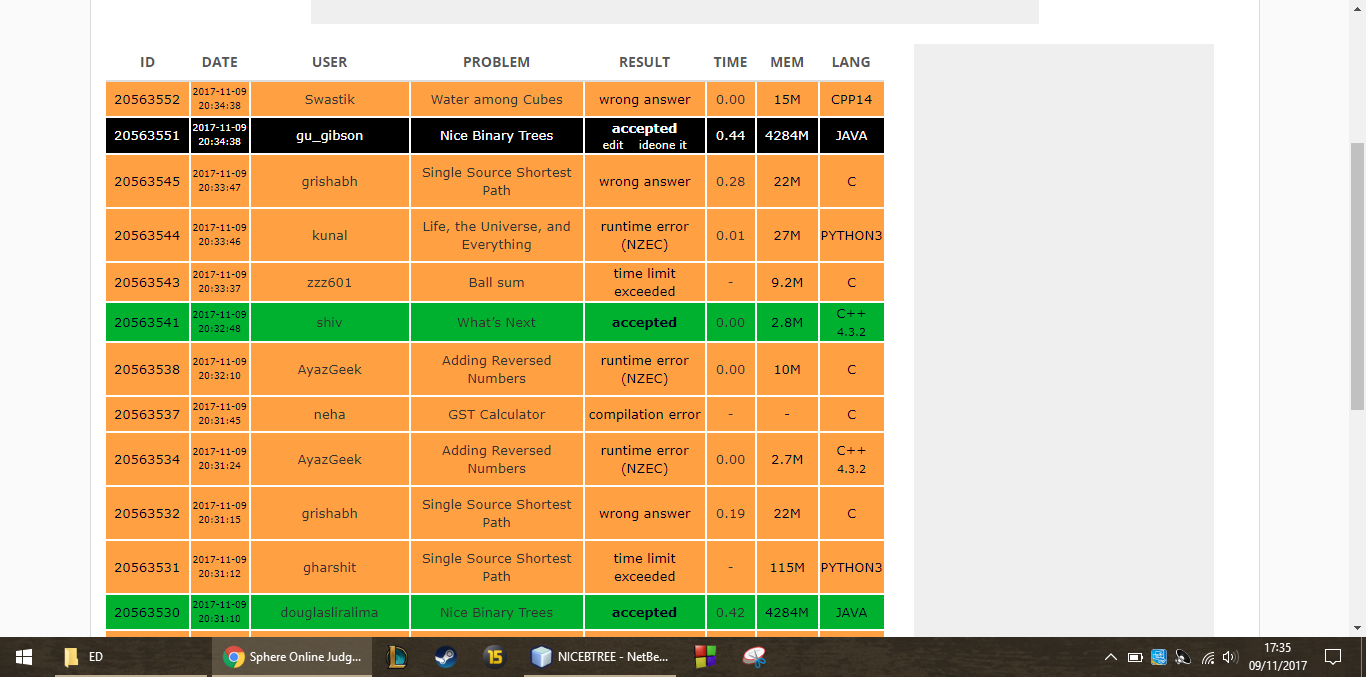 ID DATE USER PROBLEM RESULT TIME MEM LANG
20563552 2017-11-09 20:34:38 Swastik Water among Cubes wrong answer 0.00 15M CPP14
20563551 2017-11-09 20:34:38 gu_gibson Nice Binary Trees accepted edit ideone it 0.44 4284M JAVA
20563545 2017-11-09 20:33:47 grishabh Single Source Shortest Path wrong answer 0.28 22M C
20563544 2017-11-09 20:33:46 kunal Life, the Universe, and Everything runtime error (NZEC) 0.01 27M PYTHON3
20563543 2017-11-09 20:33:37 zzz601 Ball sum time limit exceeded - 9.2M C
20563541 2017-11-09 20:32:48 shiv What's Next accepted 0.00 2.8M C++ 4.3.2
20563538 2017-11-09 20:32:10 AyazGeek Adding Reversed Numbers runtime error (NZEC) 0.00 10M C
20563537 2017-11-09 20:31:45 neha GST Calculator compilation error - - C
20563534 2017-11-09 20:31:24 AyazGeek Adding Reversed Numbers runtime error (NZEC) 0.00 2.7M C++ 4.3.2
20563532 2017-11-09 20:31:15 grishabh Single Source Shortest Path wrong answer 0.19 22M C
20563531 2017-11-09 20:31:12 gharshit Single Source Shortest Path time limit exceeded - 115M PYTHON3
20563530 2017-11-09 20:31:10 douglasliralima Nice Binary Trees accepted 0.42 4284M JAVA
ED Sphere Online Judg... 15 NICEBTREE - NetBe... 17:35
09/11/2017